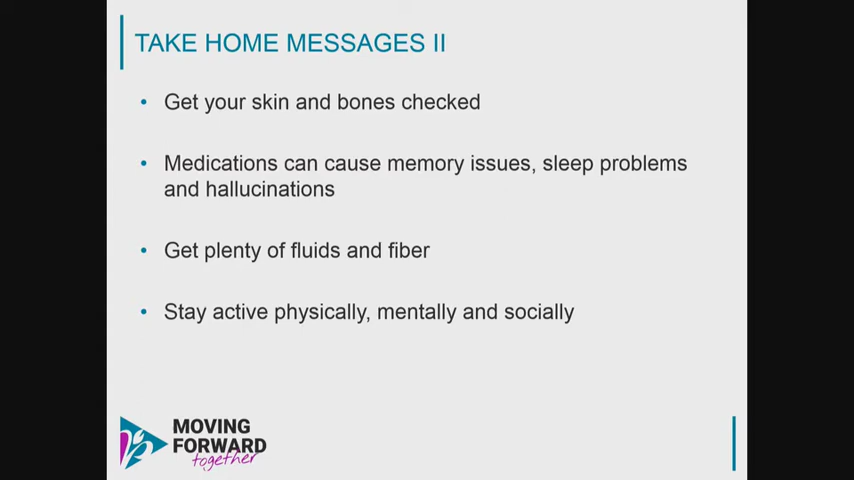 TAKE HOME MESSAGES II
• Get your skin and bones checked
• Medications can cause memory issues, sleep problems
and hallucinations
• Get plenty of fluids and fiber
• Stay active physically, mentally and socially
MOVING
FORWARD
together